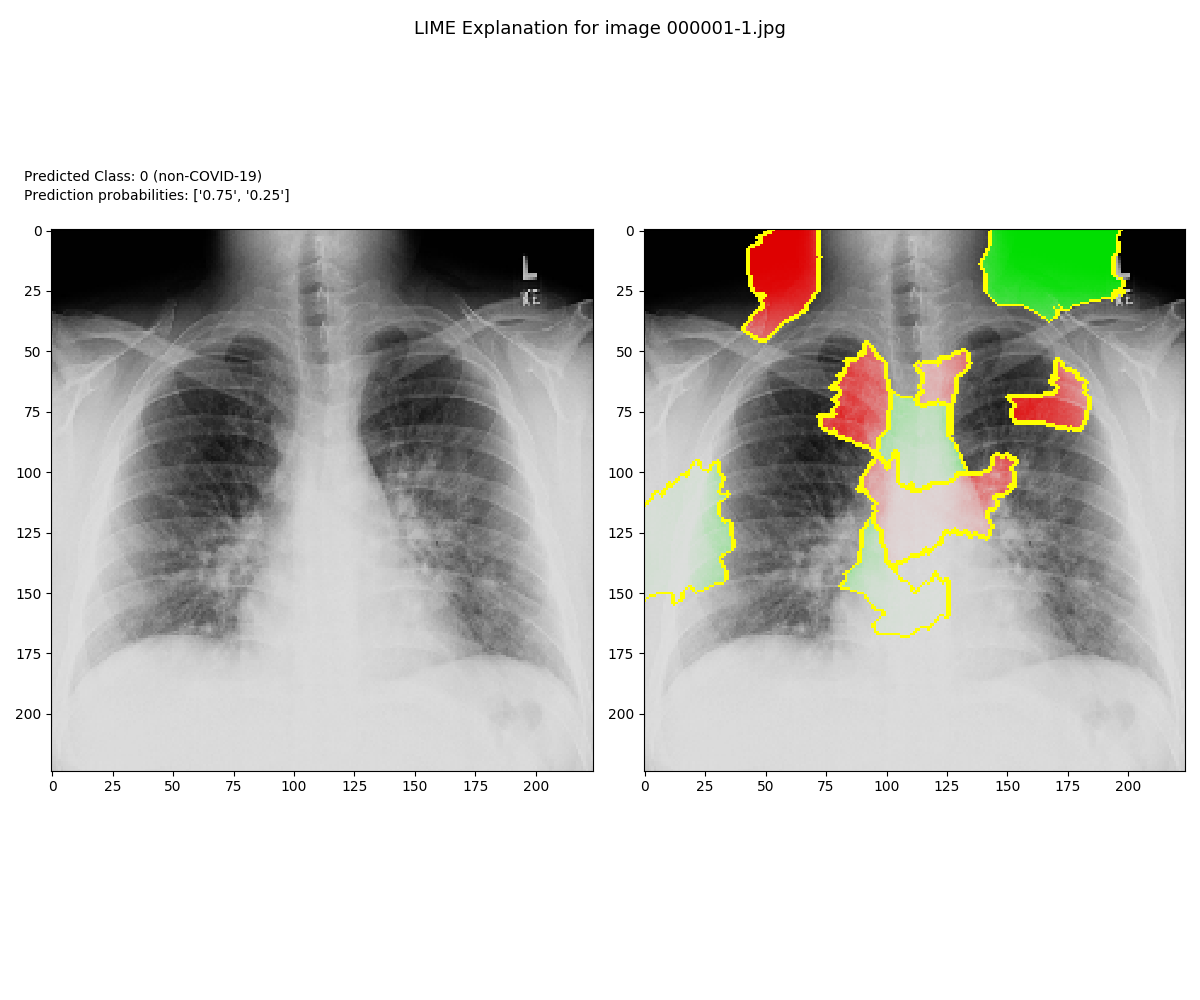 LIME Explanation for image 000001-1.jpg
Predicted Class: 0 (non-COVID-19)
Prediction probabilities: ['0.75', '0.25']
0
25
50
75
100
125
150
175
200
0 25 50 75 100 125 150 175 200
L
0
25
50
75
100
125
150
175
200
0 25 50 75 100 125 150 175 200
L